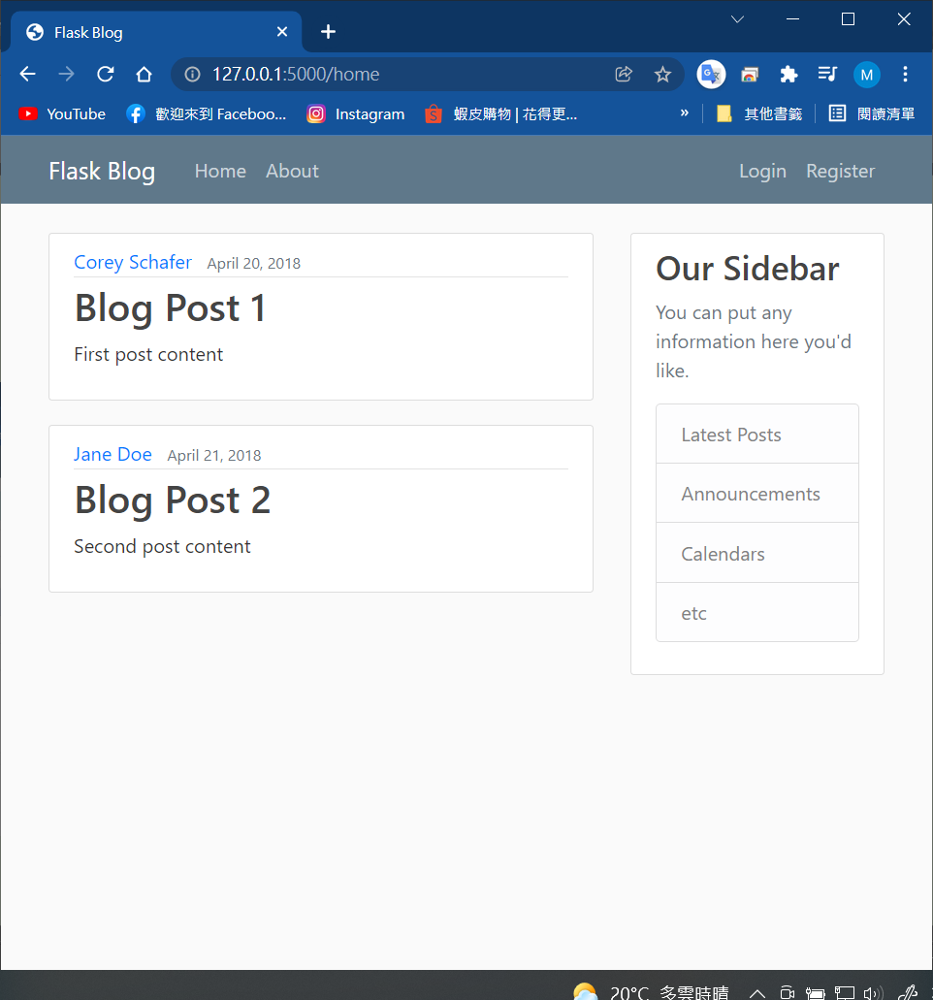 Flask Blog
127.0.0.1:5000/home
M
YouTube 歡迎來到 Faceboo... Instagram 蝦皮購物 | 花得更... » 其他書籤 閱讀清單
Flask Blog Home About Login Register
Corey Schafer April 20, 2018
Blog Post 1
First post content
Jane Doe April 21, 2018
Blog Post 2
Second post content
Our Sidebar
You can put any
information here you'd
like.
Latest Posts
Announcements
Calendars
etc
20°C 多雲時晴